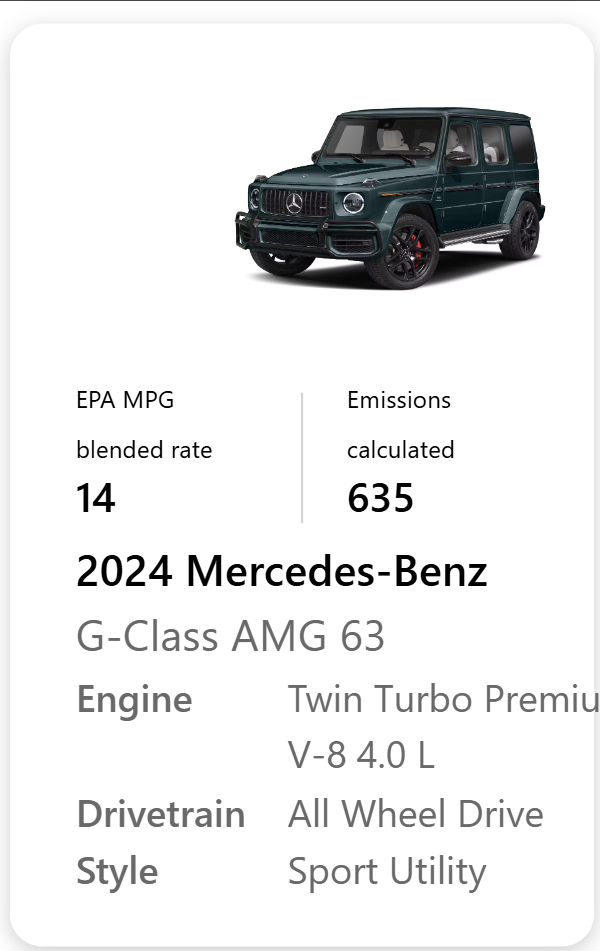 EPA MPG
blended rate
14
Emissions
calculated
635
2024 Mercedes-Benz
G-Class AMG 63
Engine Twin Turbo Premiu
V-8 4.0 L
Drivetrain All Wheel Drive
Style Sport Utility